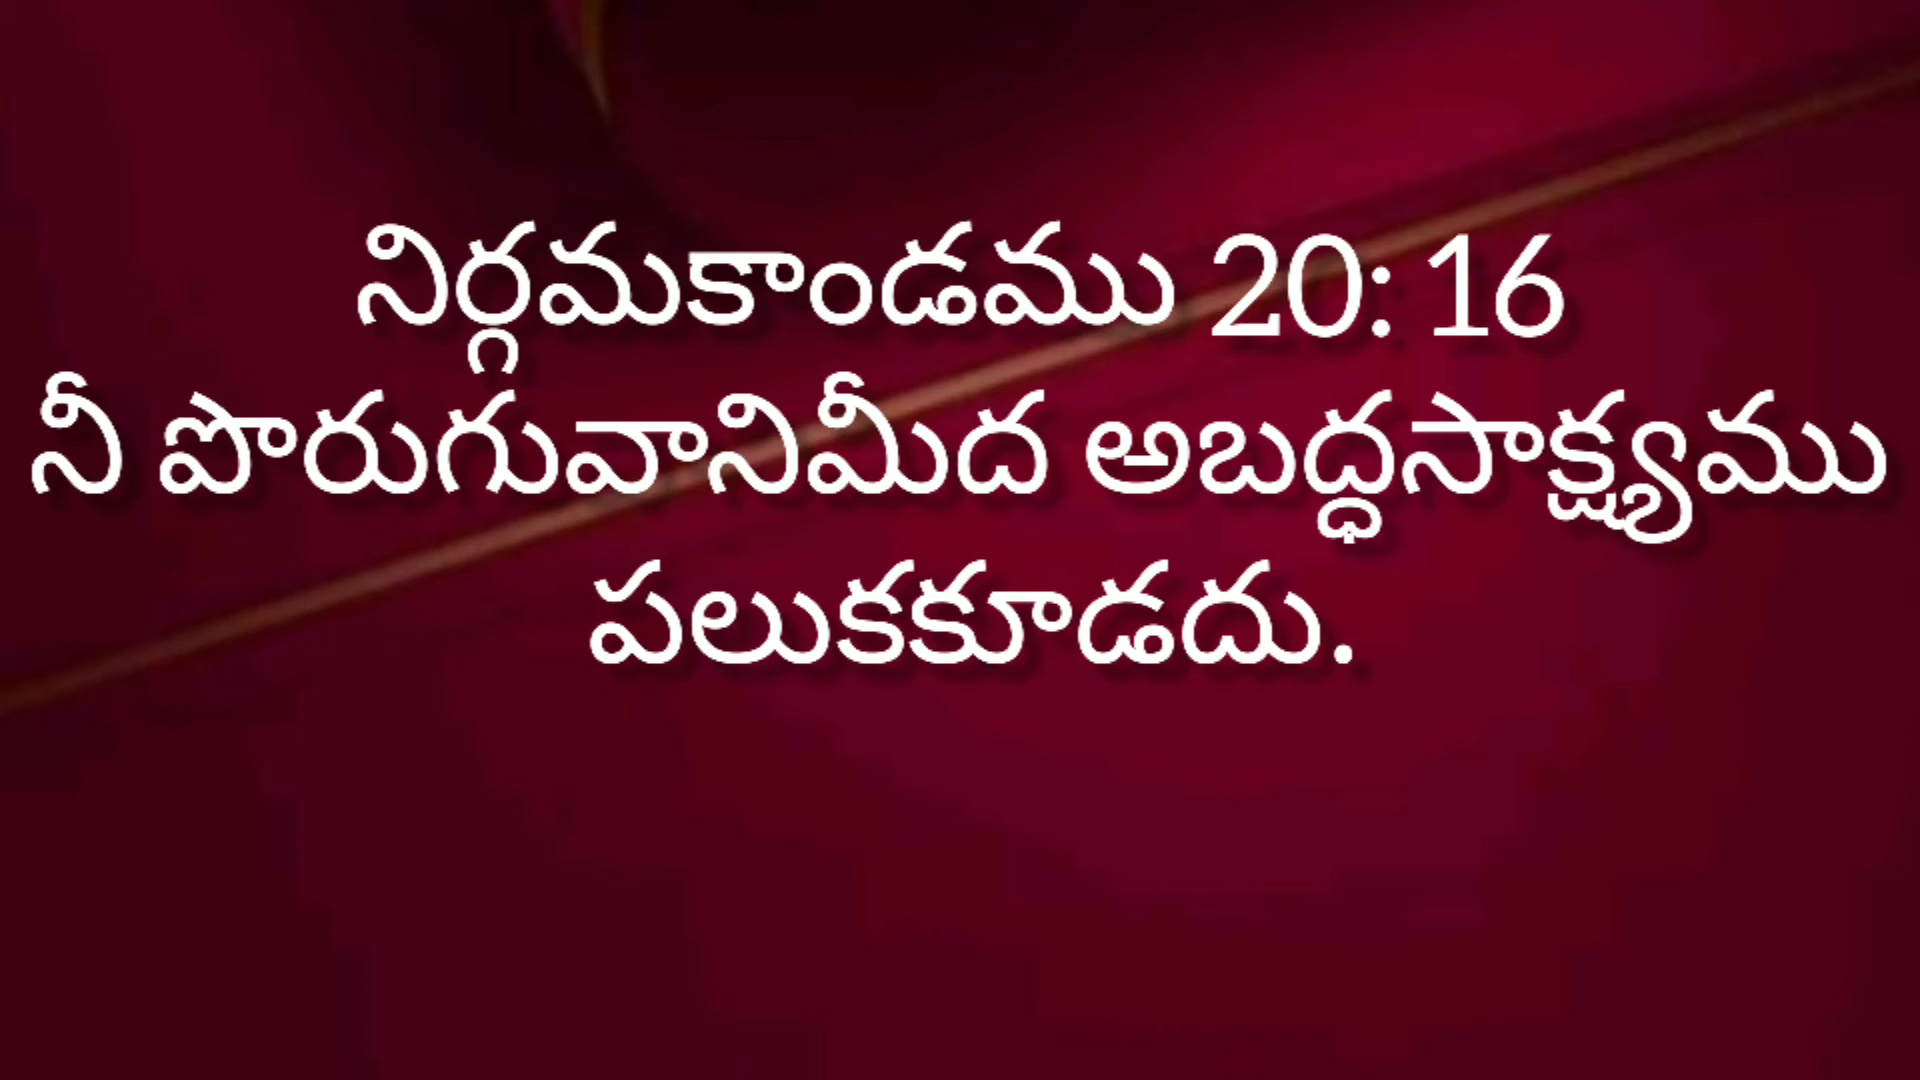 నిర్గమకాండము 20: 16
నీ పొరుగువానిమీద అబద్ధసాక్ష్యము
పలుకకూడదు.